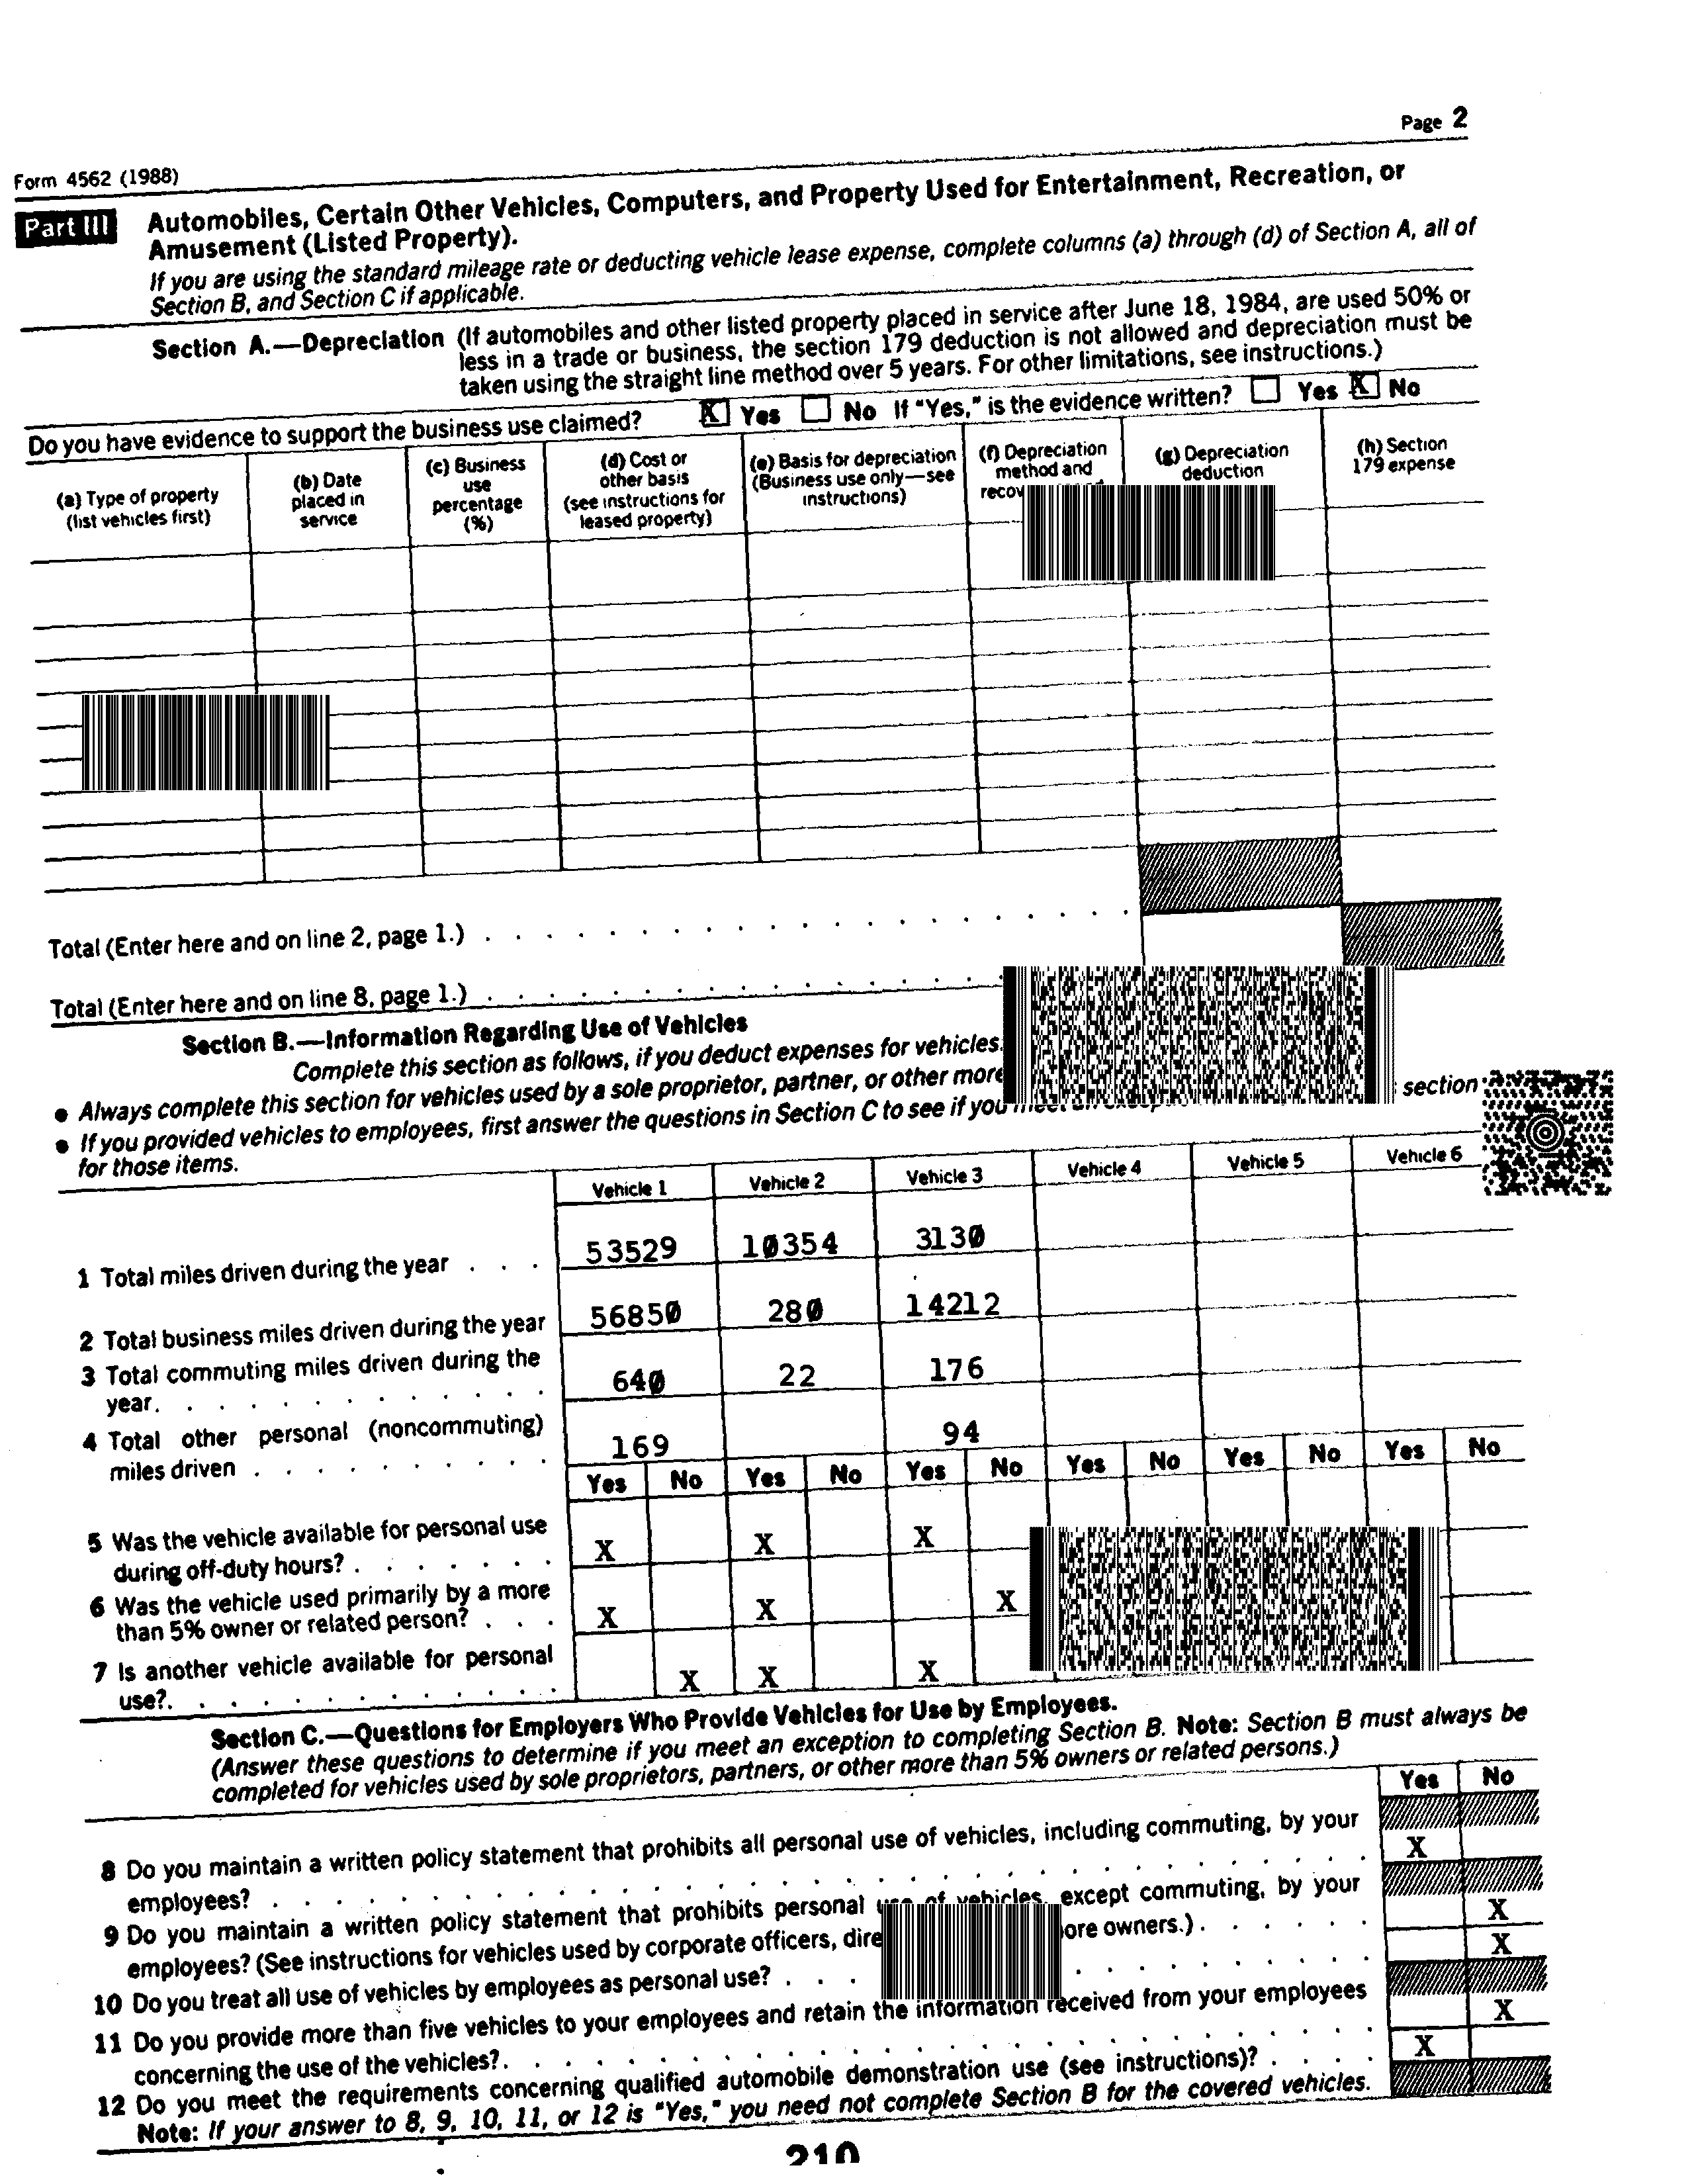 Page 2
Form 4562 (1988)
Part III Automobiles, Certain Other Vehicles, Computers, and Property Used for Entertainment, Recreation, or
Amusement (Listed Property).
If you are using the standard mileage rate or deducting vehicle lease expense, complete columns (a) through (d) of Section A, all of
Section B, and Section C if applicable.
Section A.—Depreciation (If automobiles and other listed property placed in service after June 18, 1984, are used 50% or
less in a trade or business, the section 179 deduction is not allowed and depreciation must be
taken using the straight line method over 5 years. For other limitations, see instructions.)
Do you have evidence to support the business use claimed? X Yes No If "Yes," is the evidence written? Yes X No
(a) Type of property
(list vehicles first)
(b) Date
placed in
service
(c) Business
use
percentage
(%)
(d) Cost or
other basis
(see instructions for
leased property)
(e) Basis for depreciation
(Business use only—see
instructions)
(f) Depreciation
method and
(g) Depreciation
deduction
(h) Section
179 expense
Total (Enter here and on line 2, page 1.)
Total (Enter here and on line 8, page 1.)
Section B.—Information Regarding Use of Vehicles
Complete this section as follows, if you deduct expenses for vehicles
● Always complete this section for vehicles used by a sole proprietor, partner, or other more
● If you provided vehicles to employees, first answer the questions in Section C to see if you section
for those items.
Vehicle 1 Vehicle 2 Vehicle 3 Vehicle 4 Vehicle 5 Vehicle 6
1 Total miles driven during the year . . . 53529 10354 3130
2 Total business miles driven during the year 56850 280 14212
3 Total commuting miles driven during the
year. 640 22 176
4 Total other personal (noncommuting)
miles driven 169 94
Yes No Yes No Yes No Yes No Yes No Yes No
5 Was the vehicle available for personal use
during off-duty hours? X X X
6 Was the vehicle used primarily by a more
than 5% owner or related person? X X X
7 Is another vehicle available for personal
use? X X X
Section C.—Questions for Employers Who Provide Vehicles for Use by Employees.
(Answer these questions to determine if you meet an exception to completing Section B. Note: Section B must always be
completed for vehicles used by sole proprietors, partners, or other more than 5% owners or related persons.)
Yes No
8 Do you maintain a written policy statement that prohibits all personal use of vehicles, including commuting, by your
employees? X
9 Do you maintain a written policy statement that prohibits personal use of vehicles, except commuting, by your
employees? (See instructions for vehicles used by corporate officers, owners.) X
10 Do you treat all use of vehicles by employees as personal use? X
11 Do you provide more than five vehicles to your employees and retain the information received from your employees
concerning the use of the vehicles? X
12 Do you meet the requirements concerning qualified automobile demonstration use (see instructions)? X
Note: If your answer to 8, 9, 10, 11, or 12 is "Yes," you need not complete Section B for the covered vehicles.
210